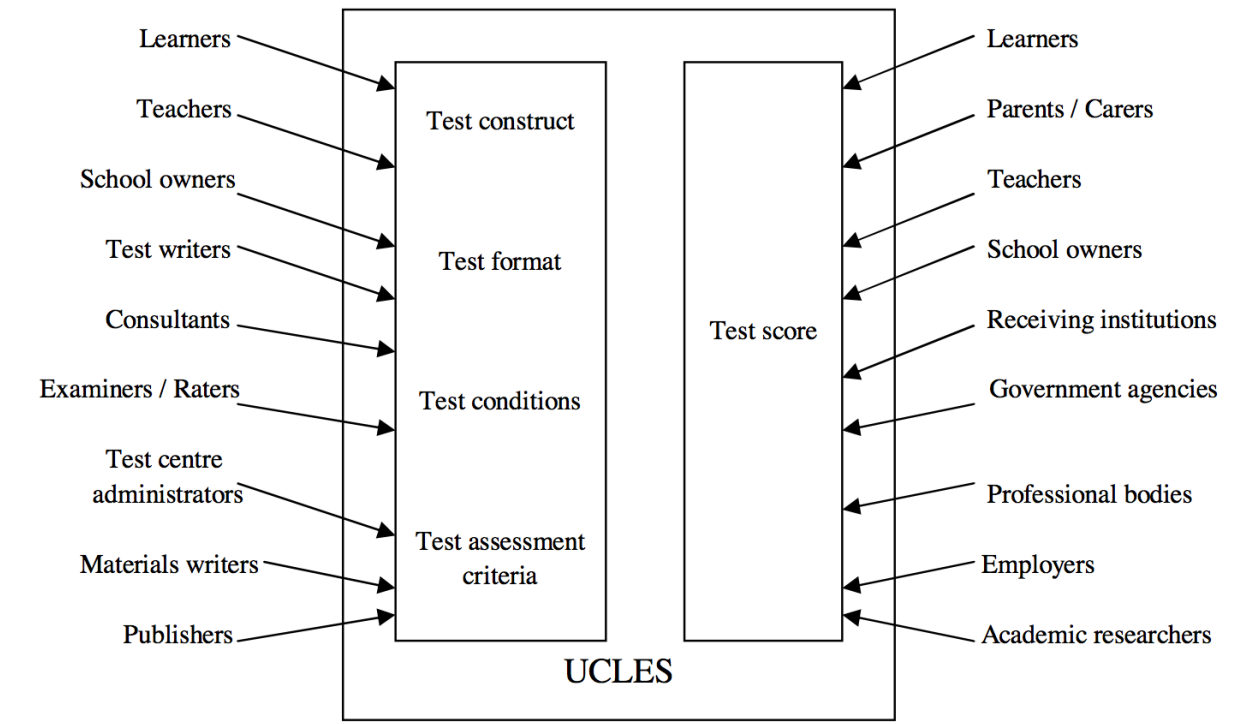 Learners
Teachers
School owners
Test writers
Consultants
Examiners / Raters
Test centre
administrators
Materials writers
Publishers
Test construct
Test format
Test conditions
Test assessment
criteria
Test score
Learners
Parents / Carers
Teachers
School owners
Receiving institutions
Government agencies
Professional bodies
Employers
Academic researchers
UCLES